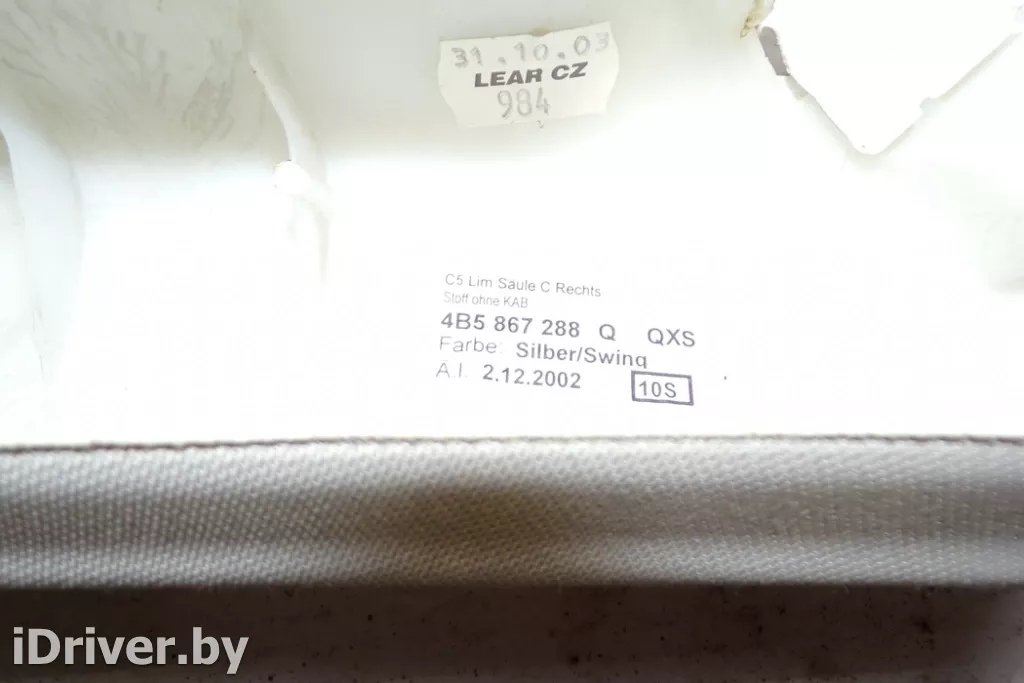 31.10.03
LEAR CZ
984
C5 Lim Säule C Rechts
Stoff ohne KAB
4B5 867 288 Q QXS
Farbe: Silber/Swing
Ä.I. 2.12.2002 10S
iDriver.by